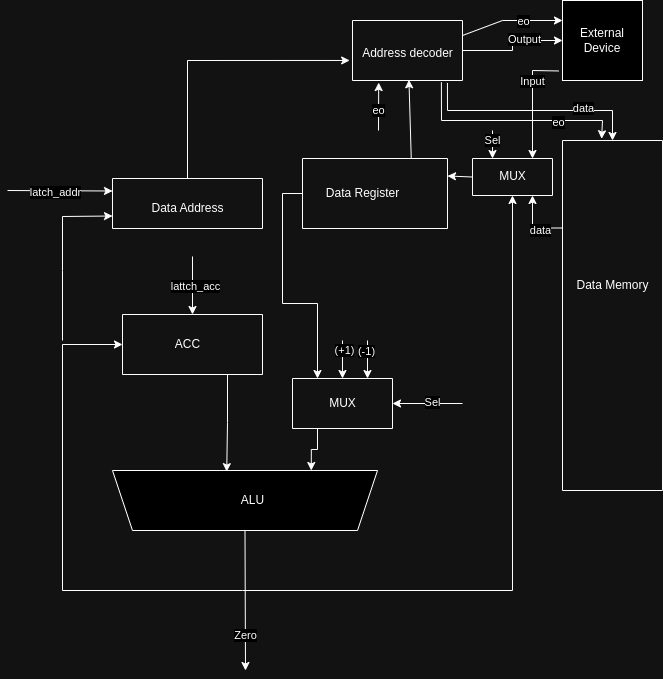 eo
External
Device
Output
Address decoder
Input
data
eo
eo
Sel
MUX
latch_addr
Data Address
Data Register
data
Data Memory
lattch_acc
ACC
(+1)
(-1)
MUX
Sel
ALU
Zero